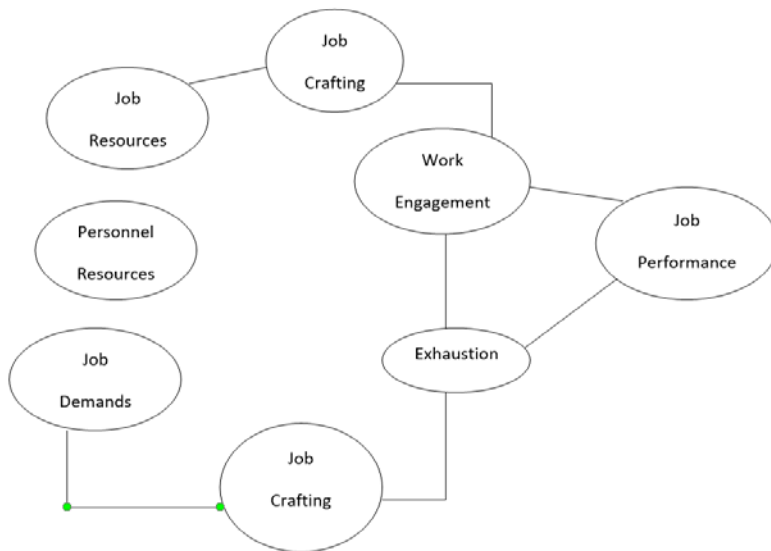 Job
Crafting
Job
Resources
Work
Engagement
Personnel
Resources
Job
Performance
Job
Demands
Exhaustion
Job
Crafting